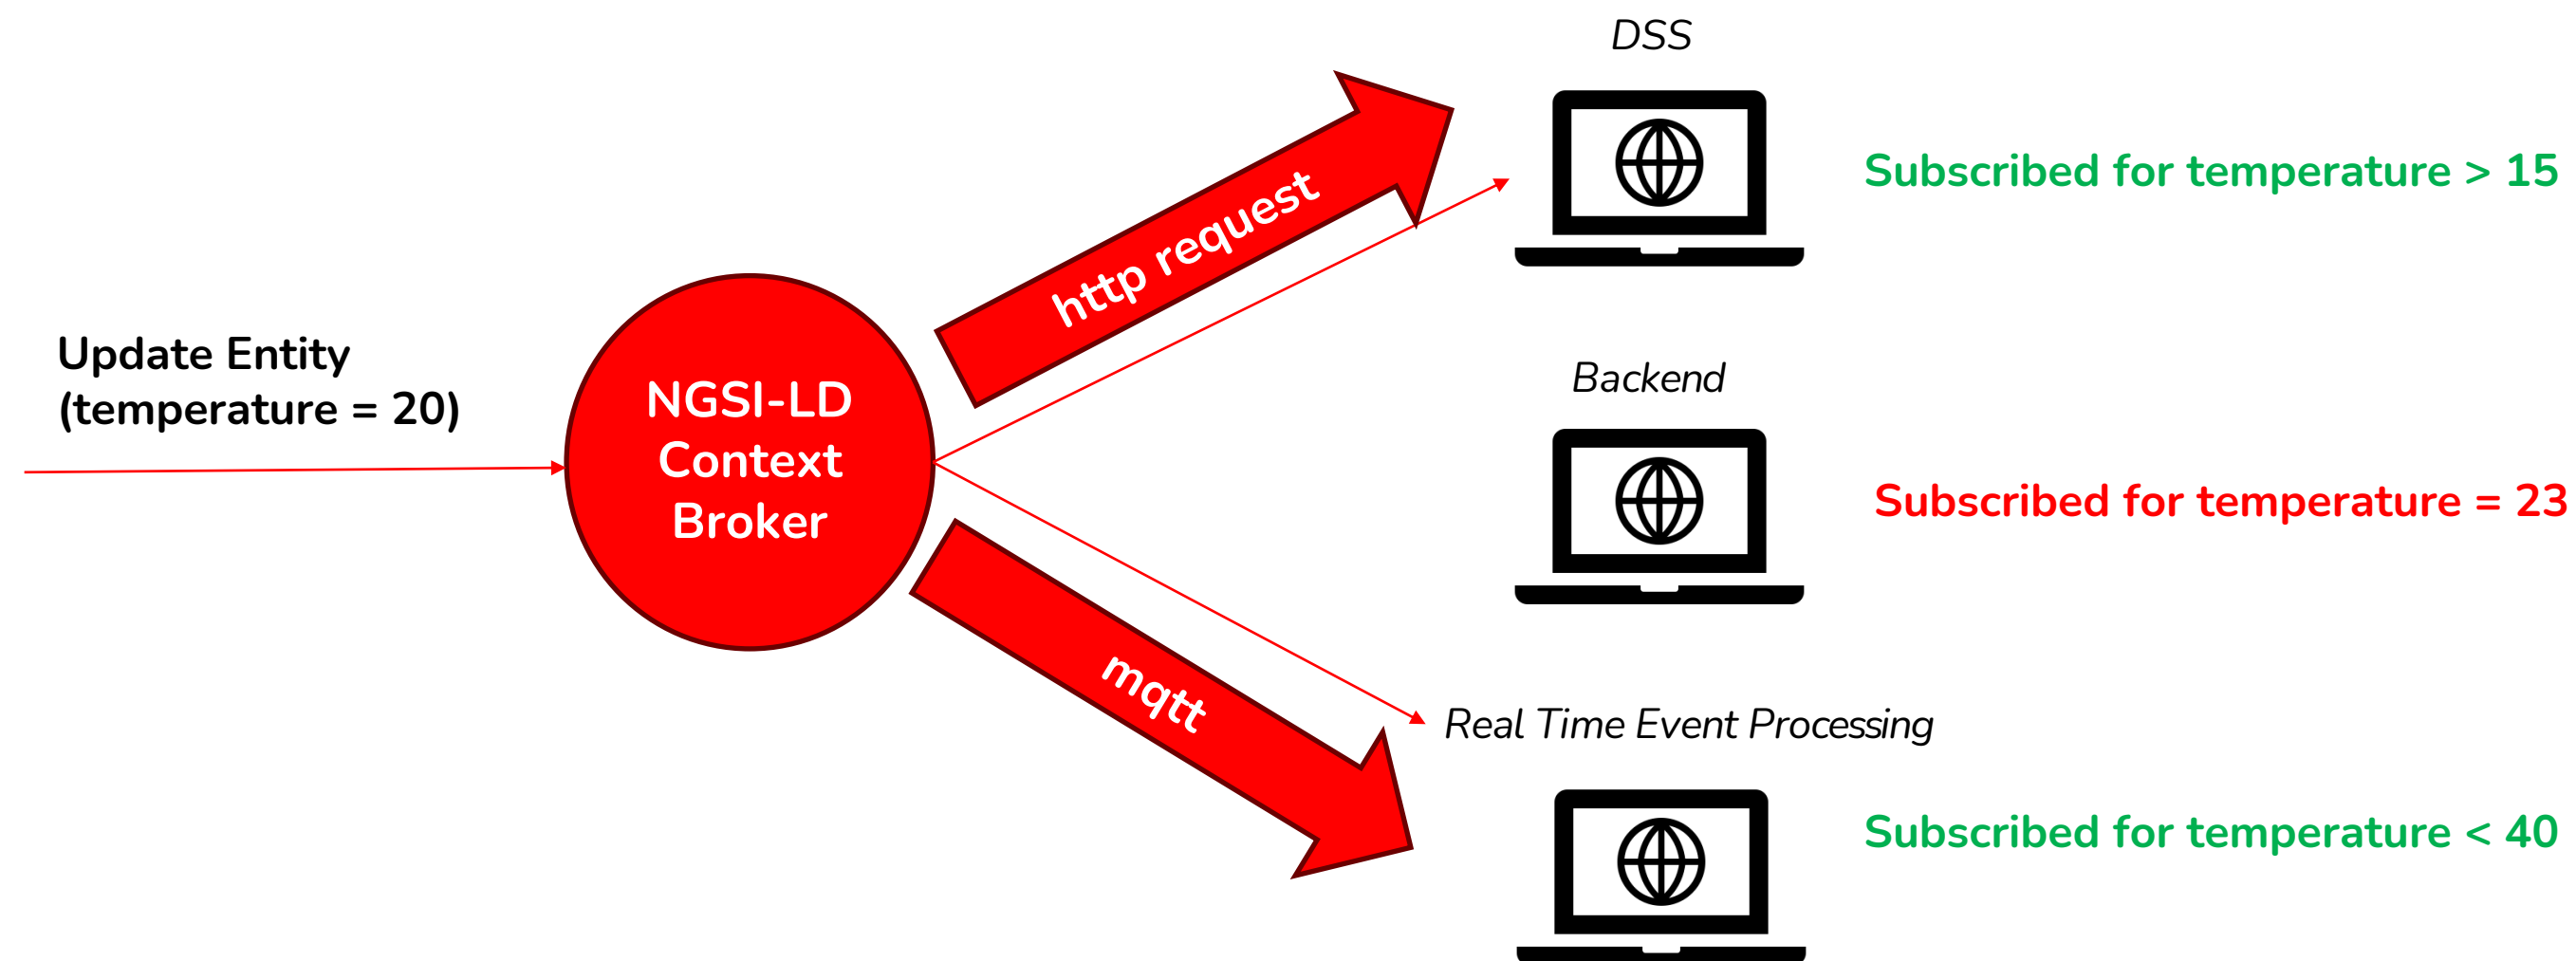 DSS
http request
Subscribed for temperature > 15
Update Entity
(temperature = 20)
NGSI-LD
Context
Broker
Backend
Subscribed for temperature = 23
mqtt
Real Time Event Processing
Subscribed for temperature < 40